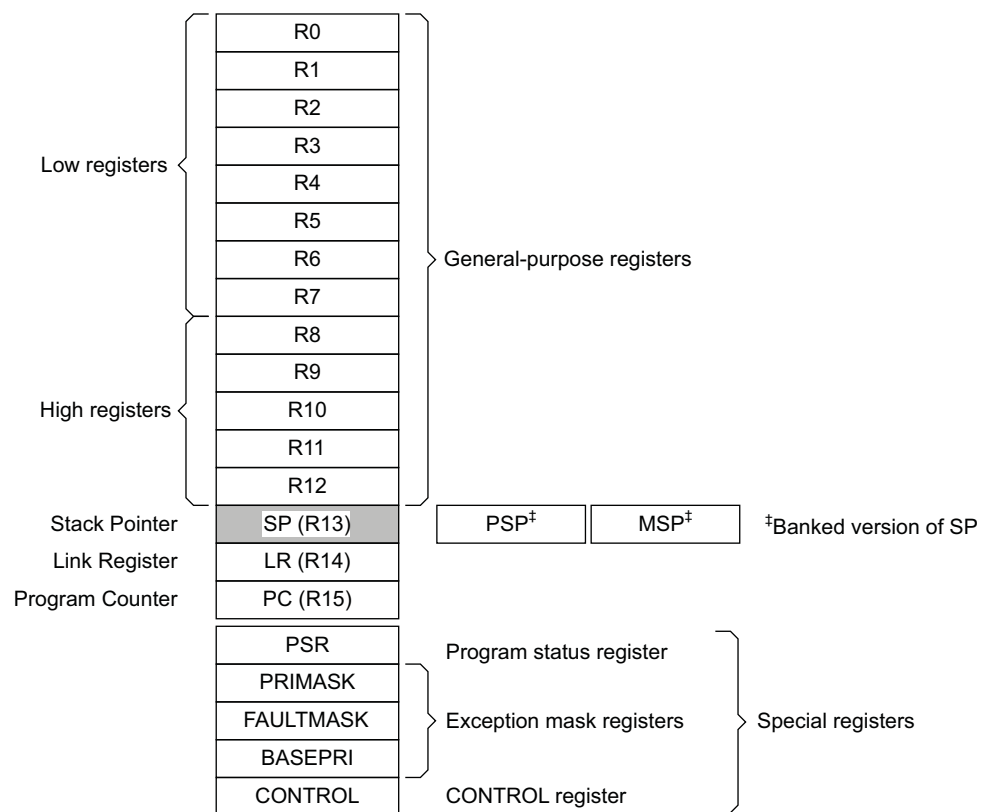 R0
R1
R2
R3
Low registers
R4
R5
R6
General-purpose registers
R7
R8
R9
High registers
R10
R11
R12
Stack Pointer SP (R13) PSP‡ MSP‡ ‡Banked version of SP
Link Register LR (R14)
Program Counter PC (R15)
PSR Program status register
PRIMASK
FAULTMASK Exception mask registers Special registers
BASEPRI
CONTROL CONTROL register